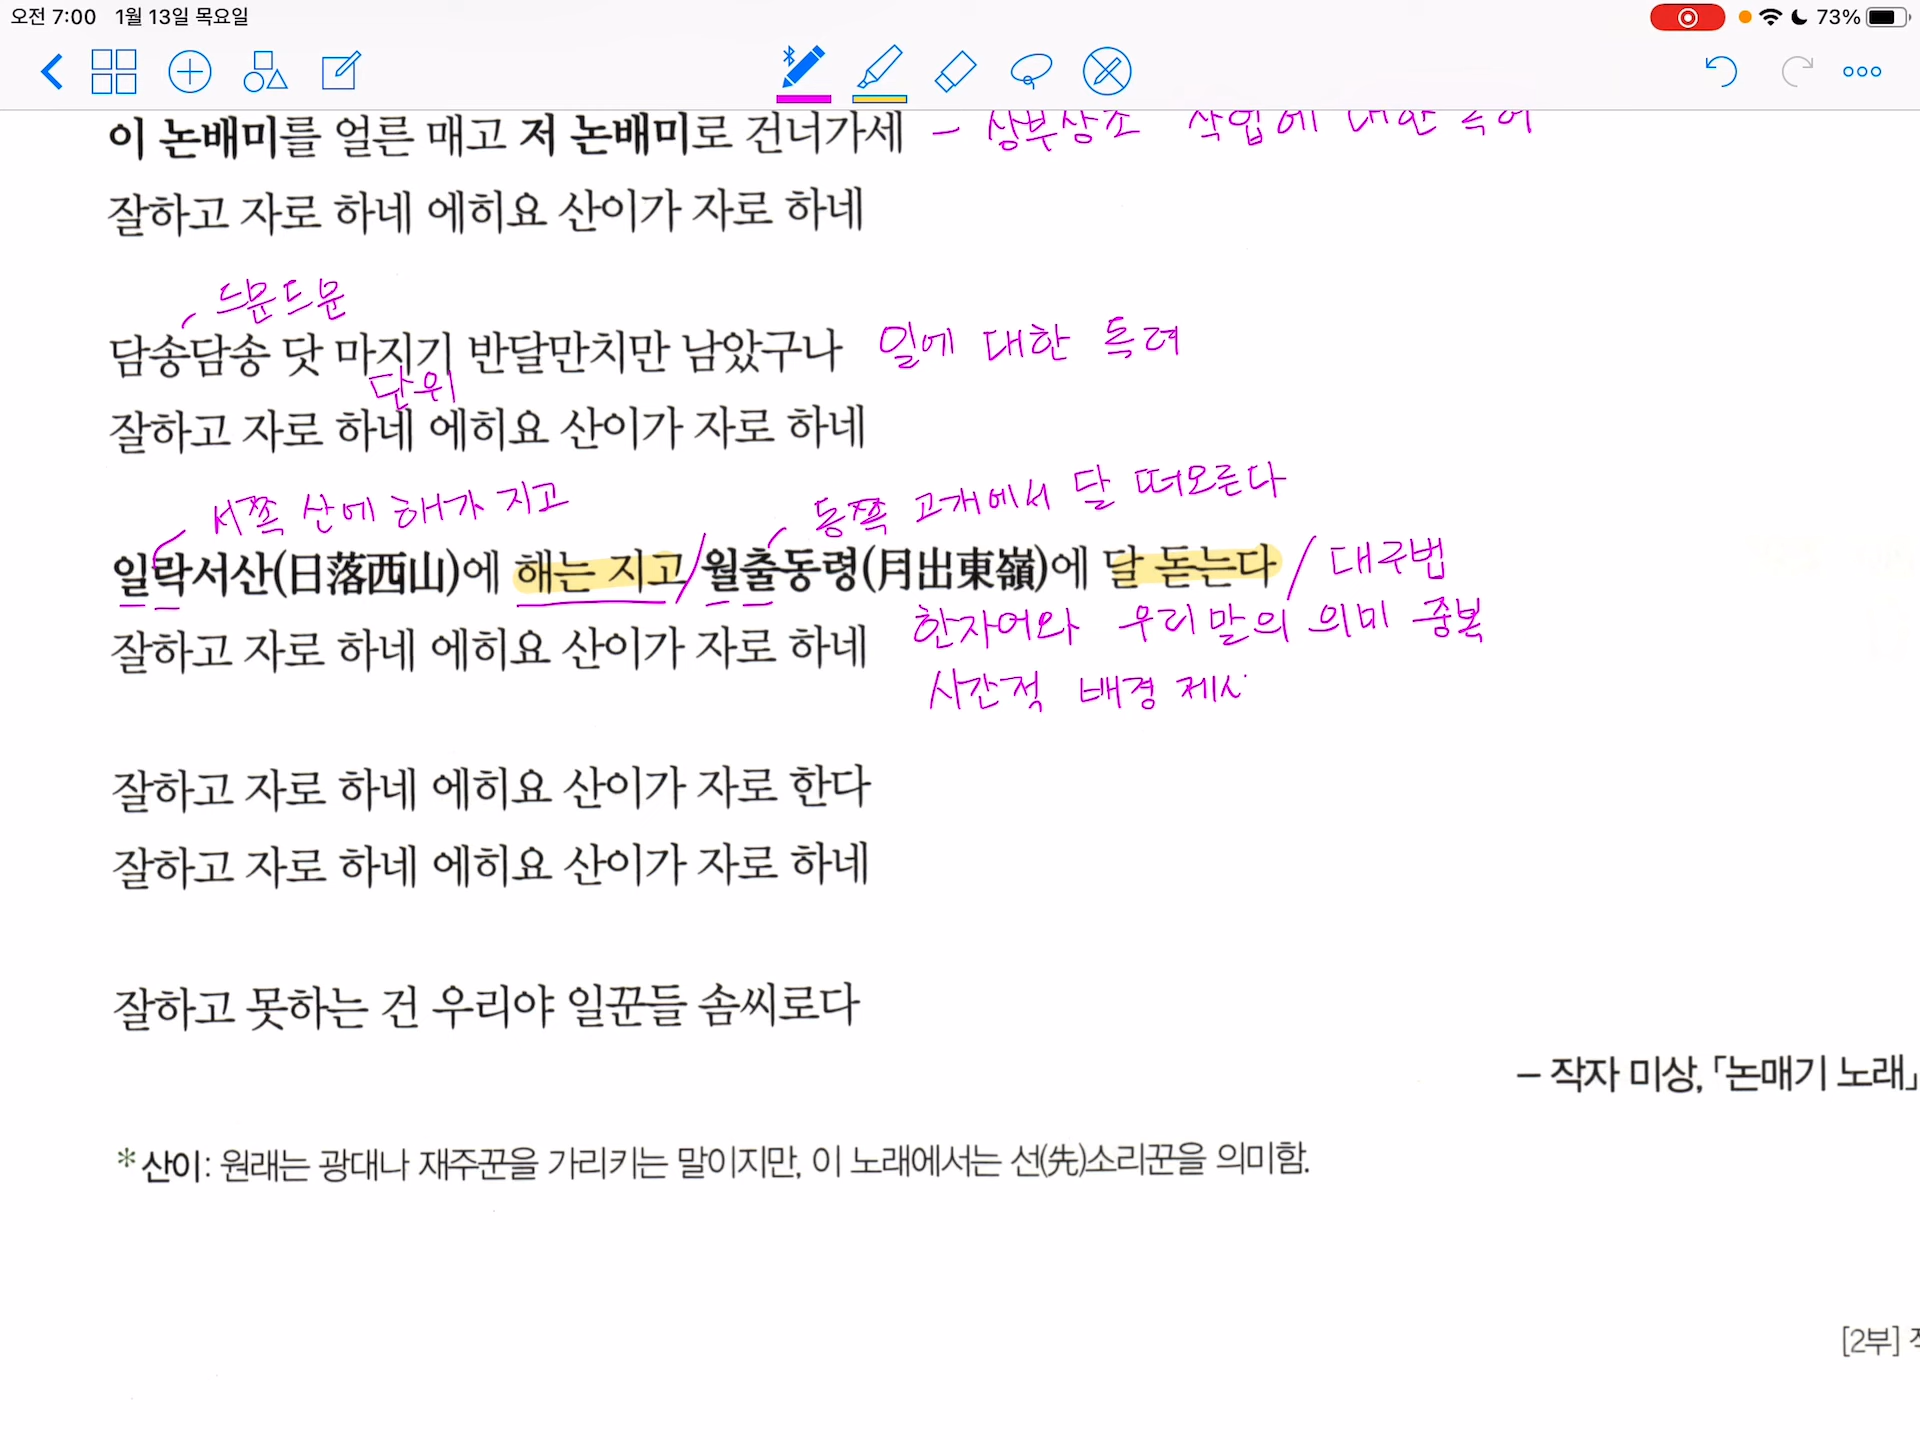 오전 7:00 1월 13일 목요일 73%
이 논배미를 얼른 매고 저 논배미로 건너가세 - 상부상조 작업에 대한 독려
잘하고 자로 하네 에히요 산이가 자로 하네
드문드문
담송담송 닷 마지기 반달만치만 남았구나 일에 대한 독려
단위
잘하고 자로 하네 에히요 산이가 자로 하네
서쪽 산에 해가 지고 동쪽 고개에서 달 떠오른다
일락서산(日落西山)에 해는 지고/월출동령(月出東嶺)에 달 돋는다/ 대구법
한자어와 우리말의 의미 중복
잘하고 자로 하네 에히요 산이가 자로 하네
시간적 배경 제시
잘하고 자로 하네 에히요 산이가 자로 한다
잘하고 자로 하네 에히요 산이가 자로 하네
잘하고 못하는 건 우리야 일꾼들 솜씨로다
– 작자 미상, 「논매기 노래」
*산이: 원래는 광대나 재주꾼을 가리키는 말이지만, 이 노래에서는 선(先)소리꾼을 의미함.
[2부]